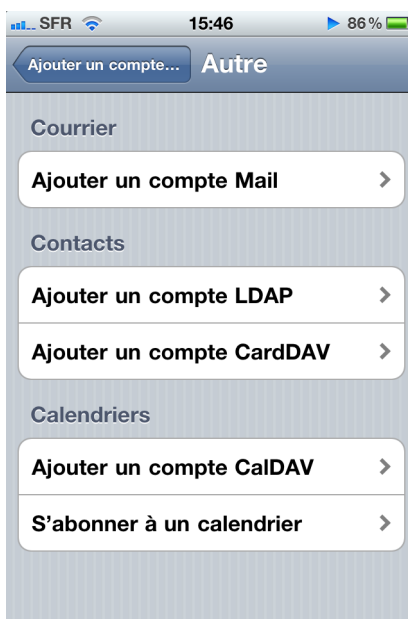 SFR 15:46 86 %
Ajouter un compte... Autre
Courrier
Ajouter un compte Mail
Contacts
Ajouter un compte LDAP
Ajouter un compte CardDAV
Calendriers
Ajouter un compte CalDAV
S’abonner à un calendrier